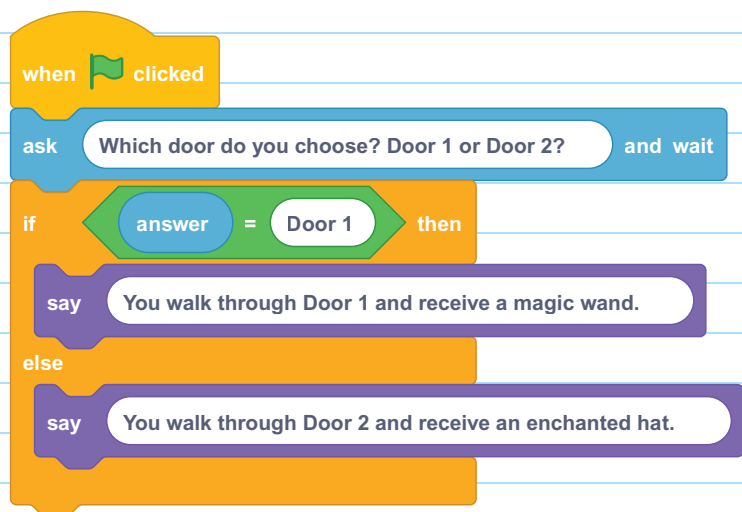 when clicked
ask Which door do you choose? Door 1 or Door 2? and wait
if answer = Door 1 then
say You walk through Door 1 and receive a magic wand.
else
say You walk through Door 2 and receive an enchanted hat.